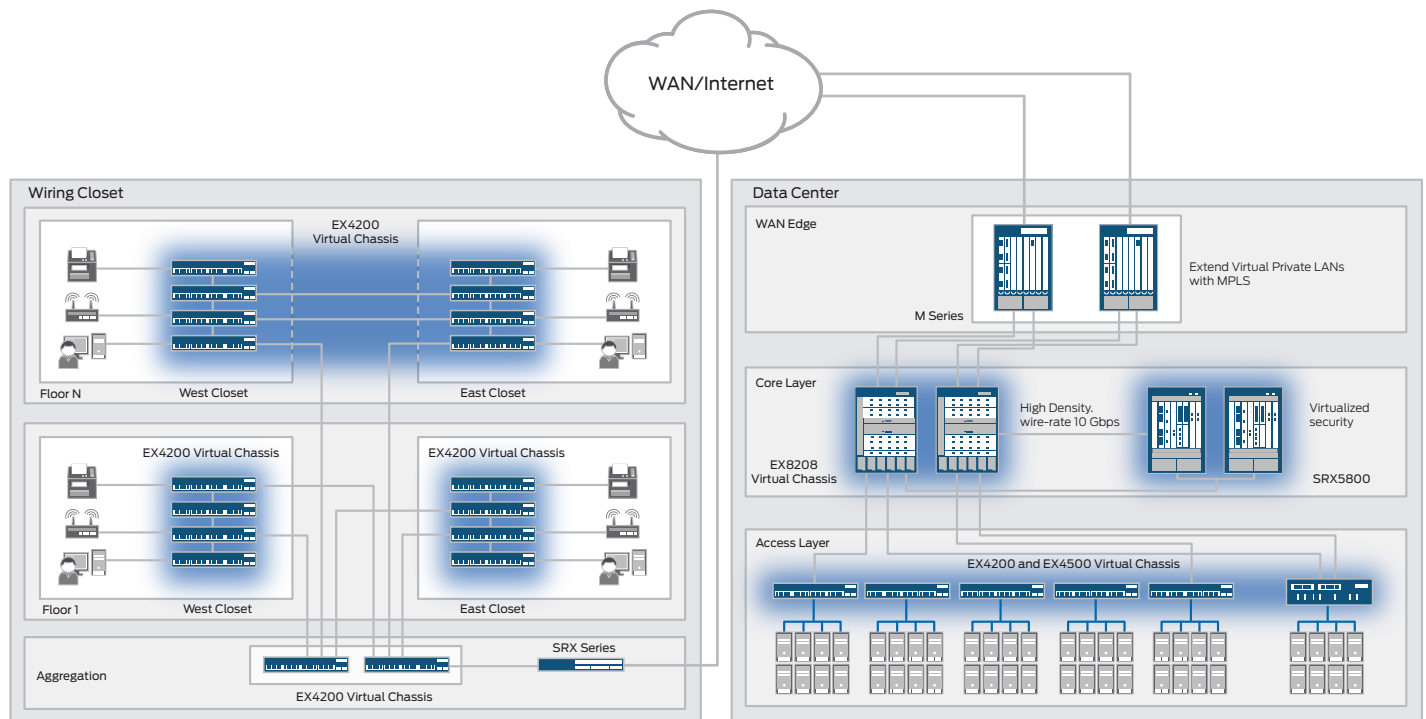 WAN/Internet
Wiring Closet
EX4200
Virtual Chassis
Floor N
West Closet
East Closet
EX4200 Virtual Chassis
EX4200 Virtual Chassis
Floor 1
West Closet
East Closet
Aggregation
EX4200 Virtual Chassis
SRX Series
Data Center
WAN Edge
M Series
Extend Virtual Private LANs
with MPLS
Core Layer
EX8208
Virtual Chassis
High Density,
wire-rate 10 Gbps
Virtualized
security
SRX5800
Access Layer
EX4200 and EX4500 Virtual Chassis